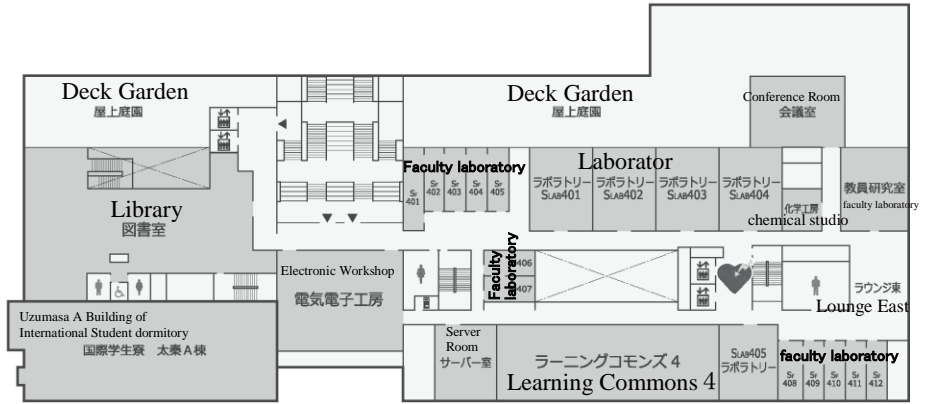 Deck Garden
屋上庭園
Deck Garden
屋上庭園
Conference Room
会議室
Faculty laboratory
Sf
401
Sf
402
Sf
403
Sf
404
Sf
405
Laborator
ラボラトリー
SLAB401
ラボラトリー
SLAB402
ラボラトリー
SLAB403
ラボラトリー
SLAB404
化学工房
chemical studio
教員研究室
faculty laboratory
Library
図書室
Electronic Workshop
電気電子工房
Faculty
laboratory
406
407
ラウンジ東
Lounge East
Uzumasa A Building of
International Student dormitory
国際学生寮 太秦A棟
Server
Room
サーバー室
ラーニングコモンズ4
Learning Commons 4
SLAB405
ラボラトリー
faculty laboratory
Sf
408
Sf
409
Sf
410
Sf
411
Sf
412